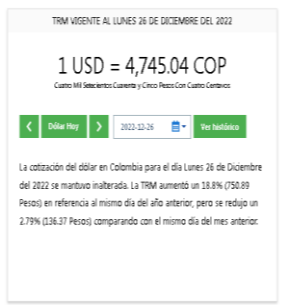 TRM VIGENTE AL LUNES 26 DE DICIEMBRE DEL 2022
1 USD = 4,745.04 COP
Cuatro Mil Setecientos Cuarenta y Cinco Pesos Con Cuatro Centavos
Dólar Hoy 2022-12-26 Ver histórico
La cotización del dólar en Colombia para el día Lunes 26 de Diciembre
del 2022 se mantuvo inalterada. La TRM aumentó un 18.8% (750.89
Pesos) en referencia al mismo día del año anterior, pero se redujo un
2.79% (136.37 Pesos) comparando con el mismo día del mes anterior.